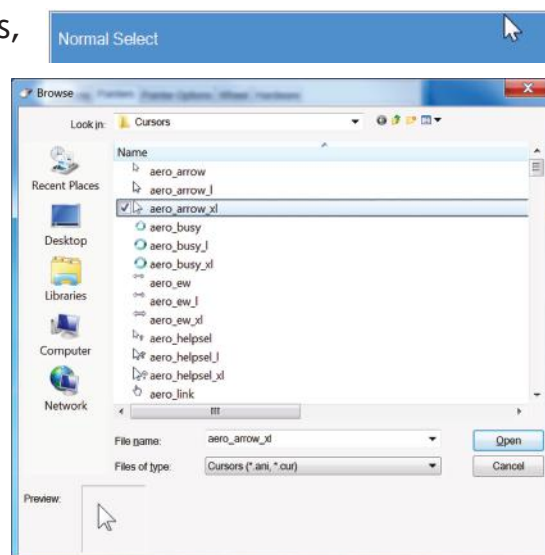 s,
Normal Select
Browse
Look in:
Cursors
Name
aero_arrow
aero_arrow_l
aero_arrow_xl
aero_busy
aero_busy_l
aero_busy_xl
aero_ew
aero_ew_l
aero_ew_xl
aero_helpsel
aero_helpsel_l
aero_helpsel_xl
aero_link
Recent Places
Desktop
Libraries
Computer
Network
File name:
aero_arrow_xl
Open
Files of type:
Cursors (*.ani, *.cur)
Cancel
Preview: